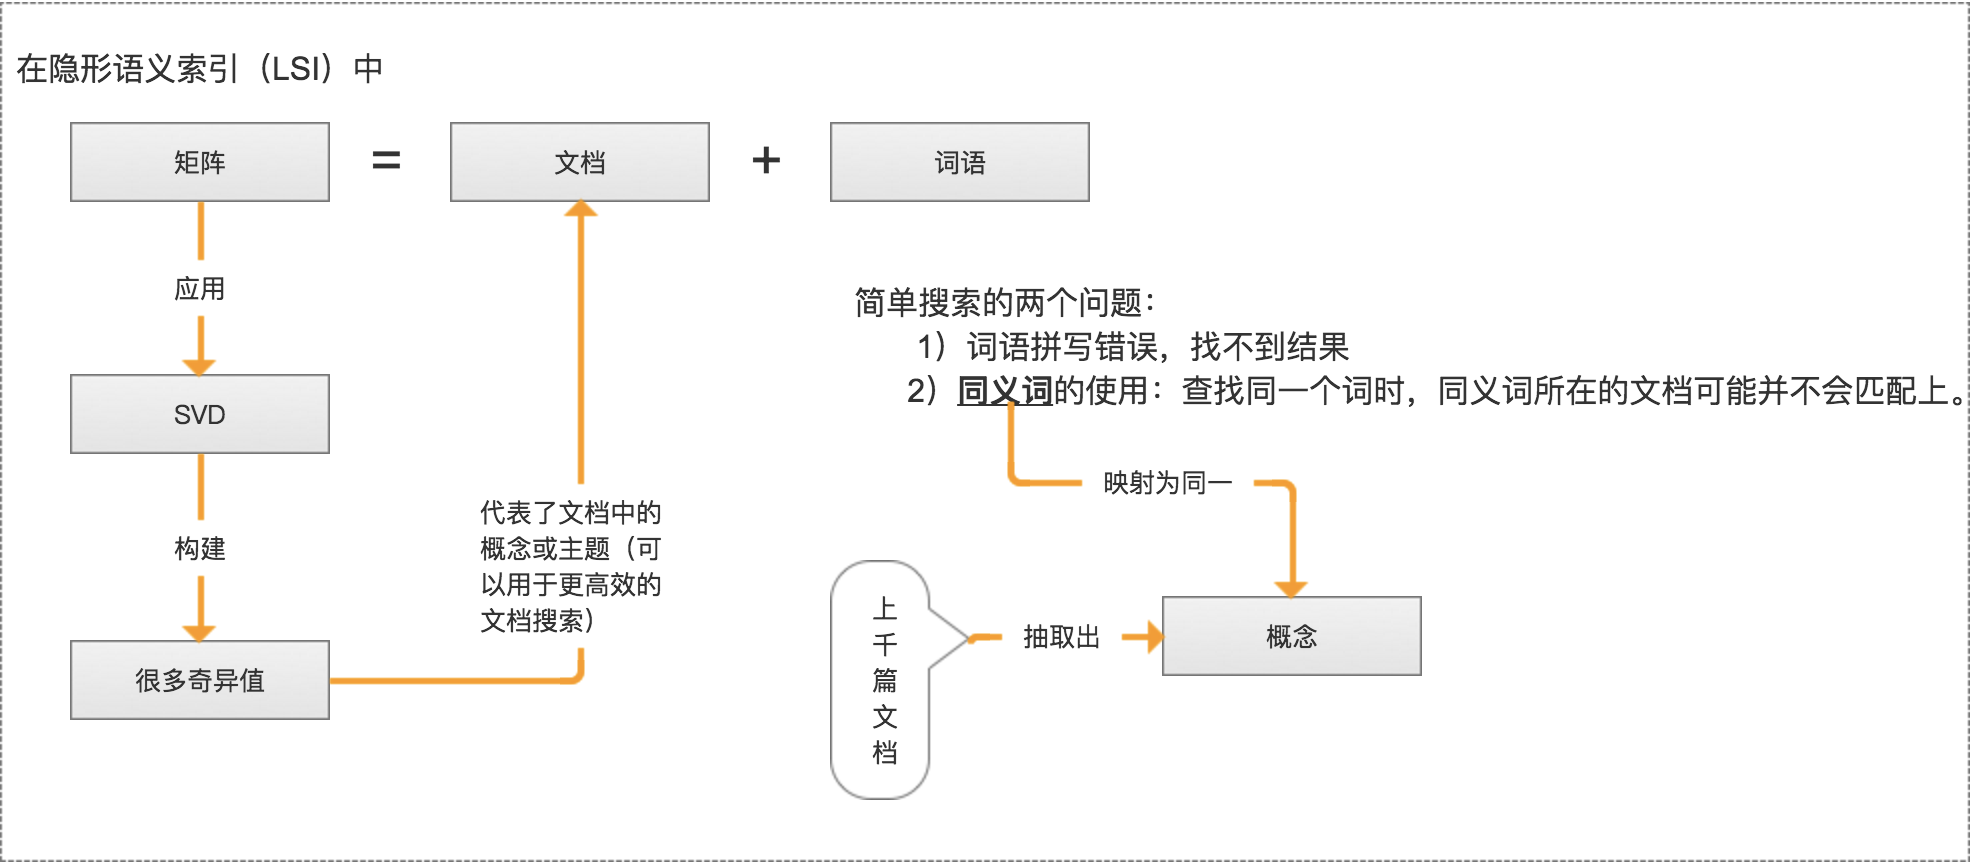 在隐形语义索引（LSI）中
矩阵 = 文档 + 词语
应用
SVD
构建
很多奇异值
代表了文档中的
概念或主题（可
以用于更高效的
文档搜索）
简单搜索的两个问题：
1）词语拼写错误，找不到结果
2）同义词的使用：查找同一个词时，同义词所在的文档可能并不会匹配上。
映射为同一
上
千
篇
文
档
抽取出
概念